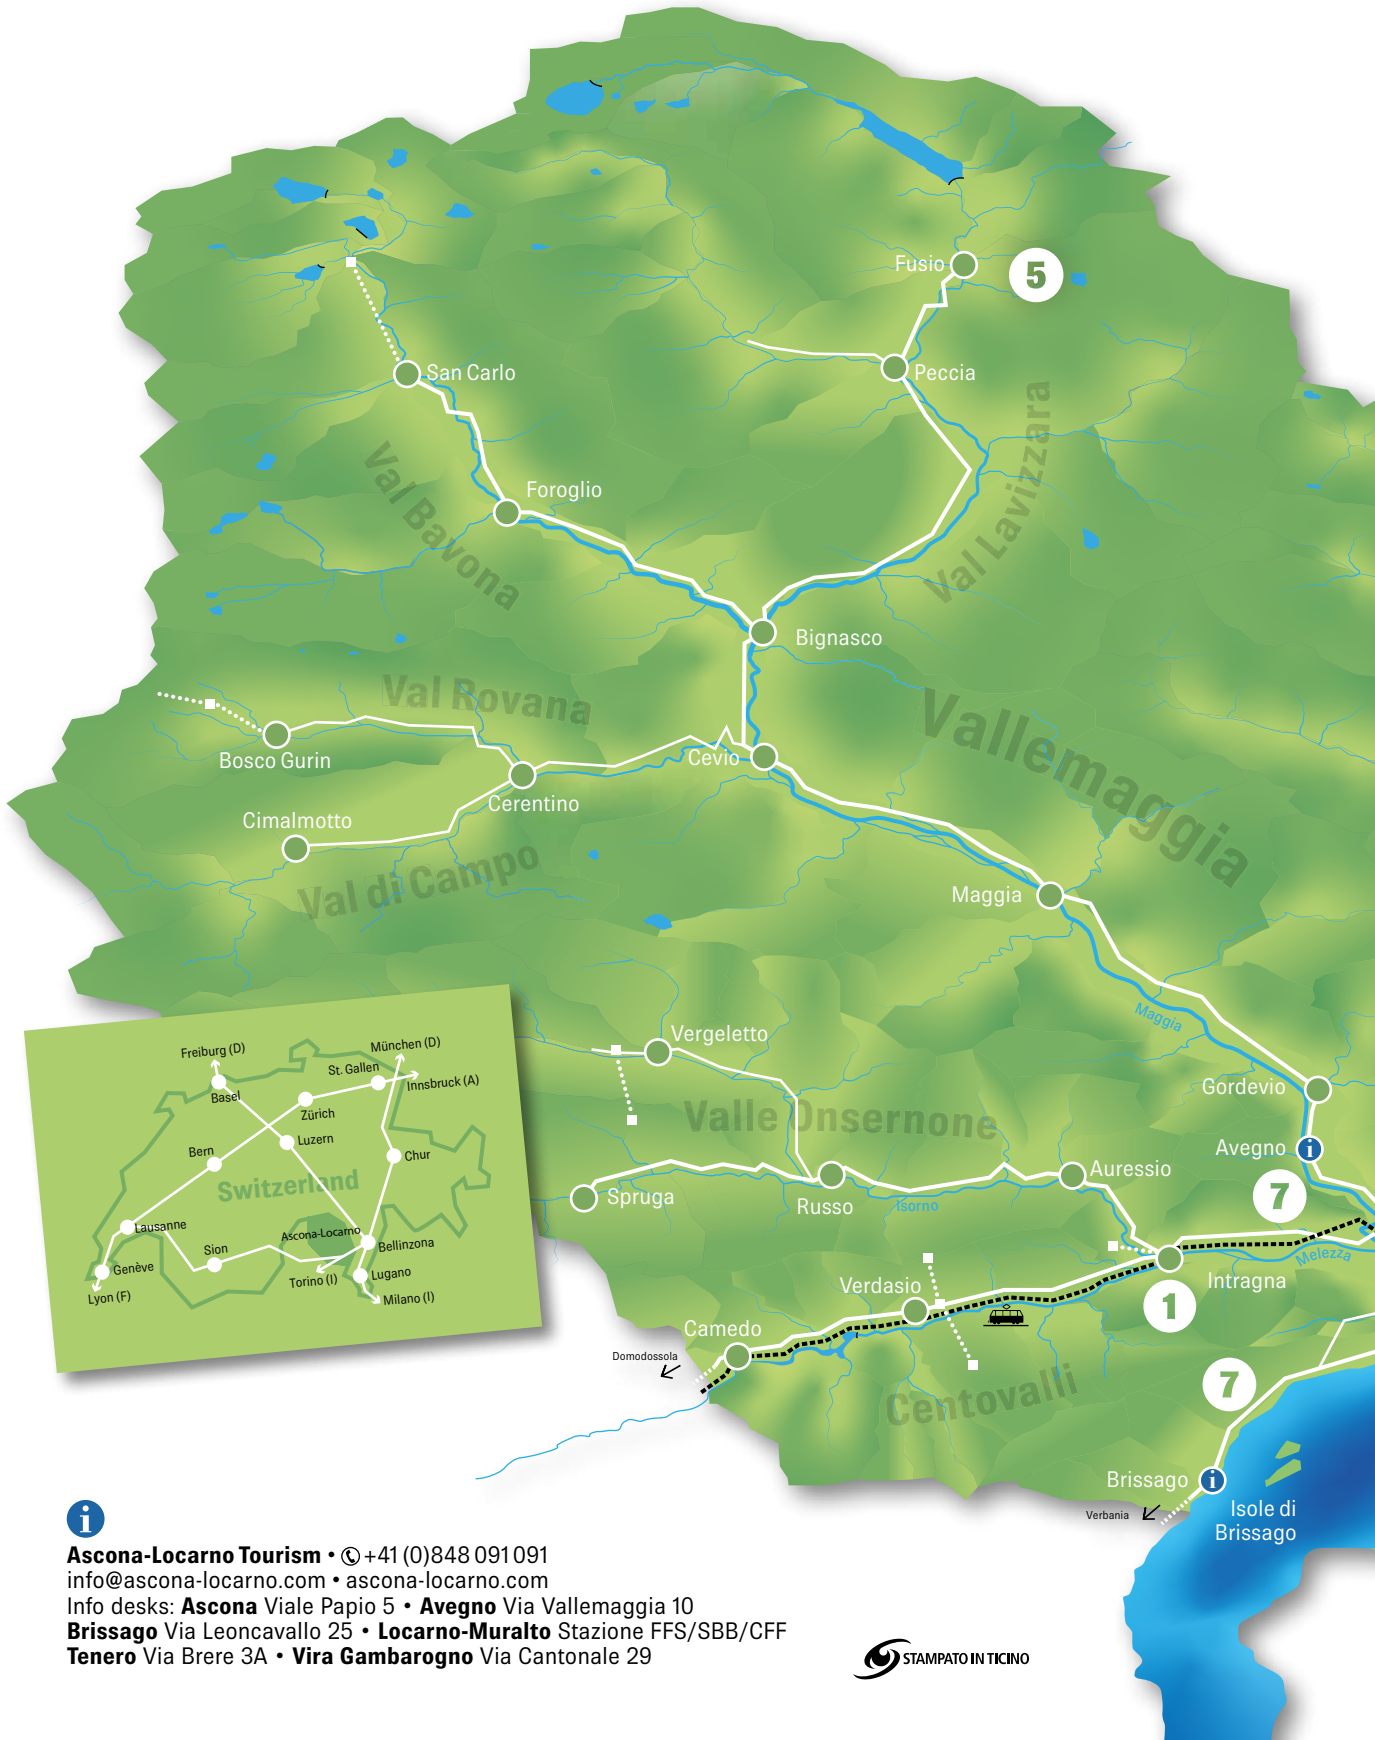 Fusio
5
San Carlo
Peccia
Val Bavona
Val Lavizzara
Foroglio
Bignasco
Val Rovana
Vallemaggia
Bosco Gurin
Cevio
Cerentino
Cimalmotto
Val di Campo
Maggia
Maggia
Vergeletto
Gordevio
Valle Onsernone
Avegno
i
Auressio
7
Spruga
Russo
Isorno
Melezza
Intragna
Verdasio
1
Camedo
Domodossola
7
Centovalli
Brissago
i
Verbania
Isole di
Brissago
Freiburg (D)
München (D)
St. Gallen
Innsbruck (A)
Basel
Zürich
Luzern
Bern
Chur
Switzerland
Lausanne
Ascona-Locarno
Bellinzona
Sion
Genève
Torino (I)
Lugano
Lyon (F)
Milano (I)
i
Ascona-Locarno Tourism • +41 (0)848 091 091
info@ascona-locarno.com • ascona-locarno.com
Info desks: Ascona Viale Papio 5 • Avegno Via Vallemaggia 10
Brissago Via Leoncavallo 25 • Locarno-Muralto Stazione FFS/SBB/CFF
Tenero Via Brere 3A • Vira Gambarogno Via Cantonale 29
STAMPATO IN TICINO